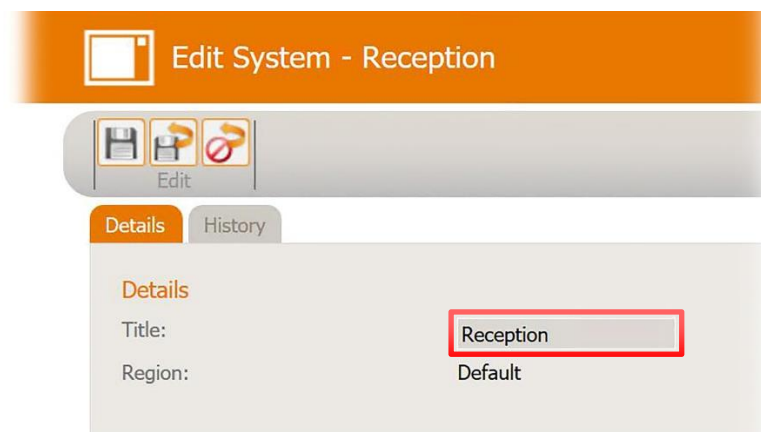 Edit System - Reception
Edit
Details History
Details
Title: Reception
Region: Default